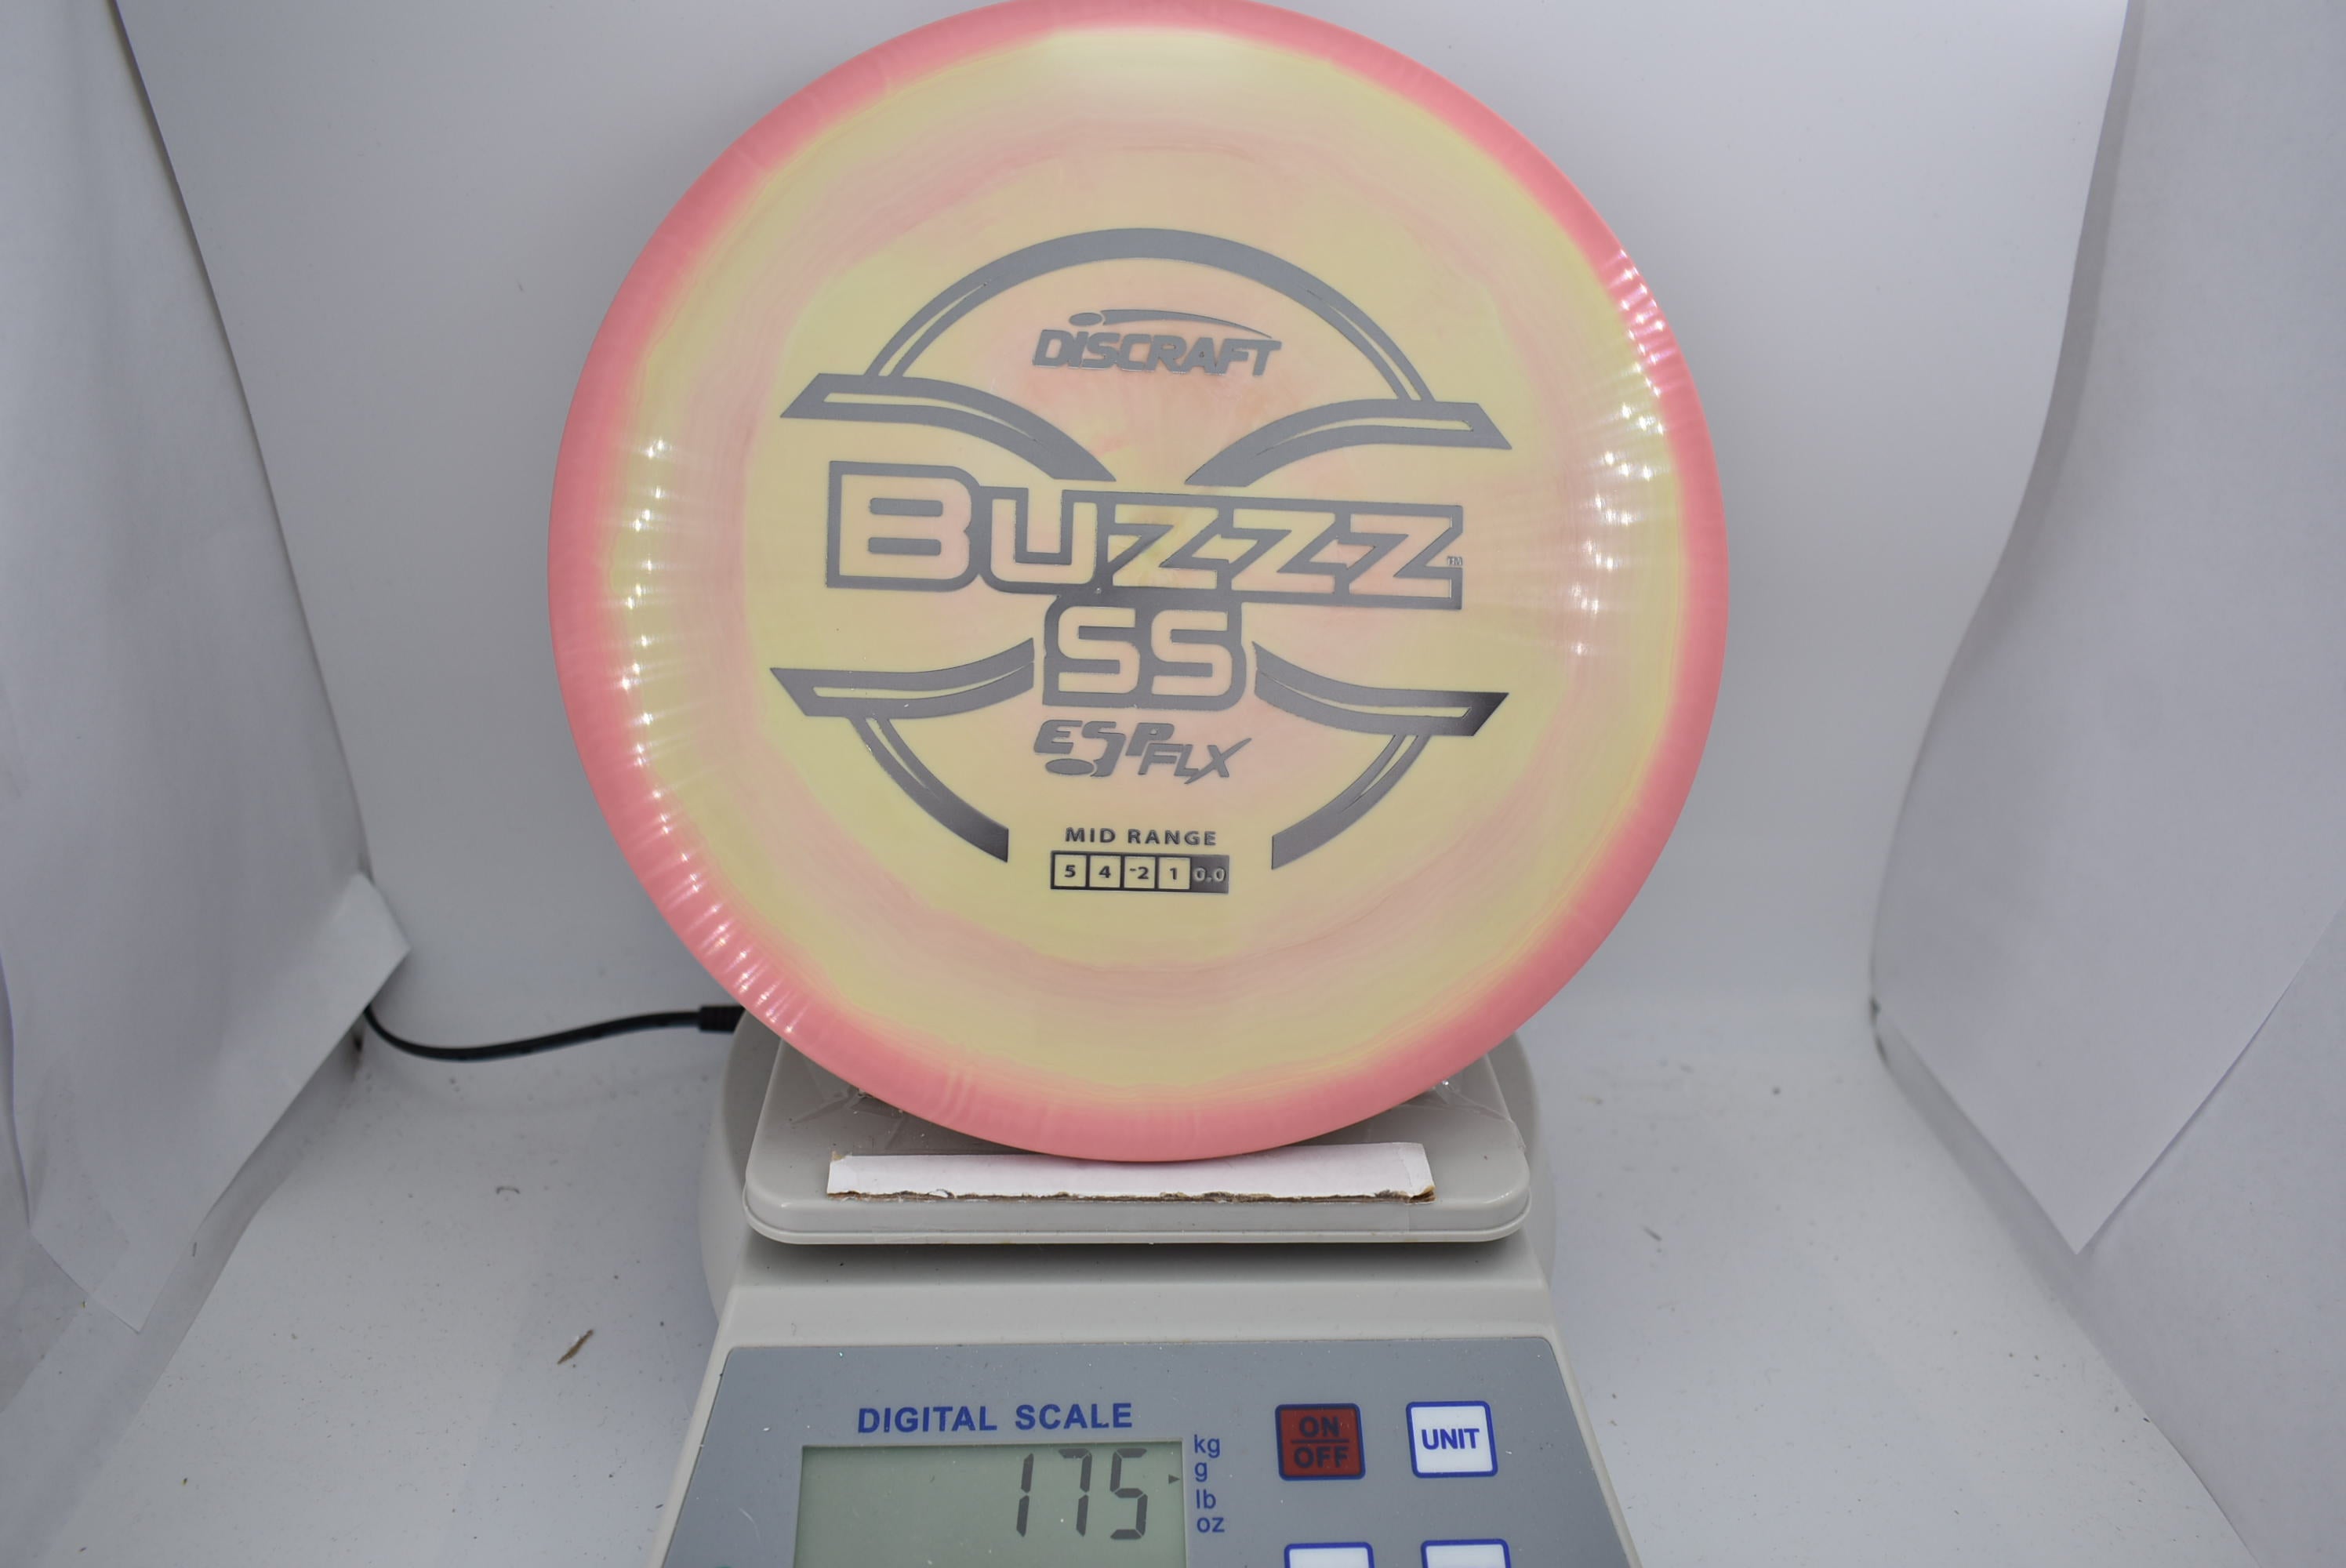 DISCRAFT
BUZZZ™
SS
ESP FLX
MID RANGE
5 4 -2 1 0.0
DIGITAL SCALE
175
kg
g
lb
oz
ON
OFF
UNIT